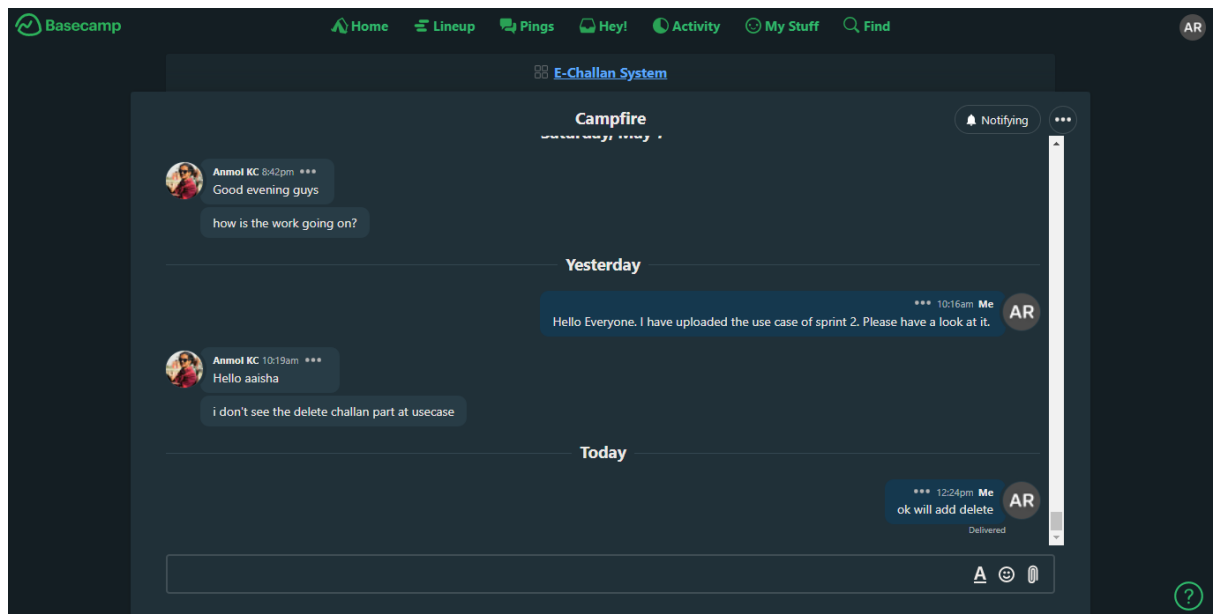 Basecamp
Home Lineup Pings Hey! Activity My Stuff Find
AR
E-Challan System
Campfire
Notifying
Saturday, May 7
Anmol KC 8:42pm
Good evening guys
how is the work going on?
Yesterday
10:16am Me
AR
Hello Everyone. I have uploaded the use case of sprint 2. Please have a look at it.
Anmol KC 10:19am
Hello aaisha
i don't see the delete challan part at usecase
Today
12:24pm Me
AR
ok will add delete
Delivered
A
?